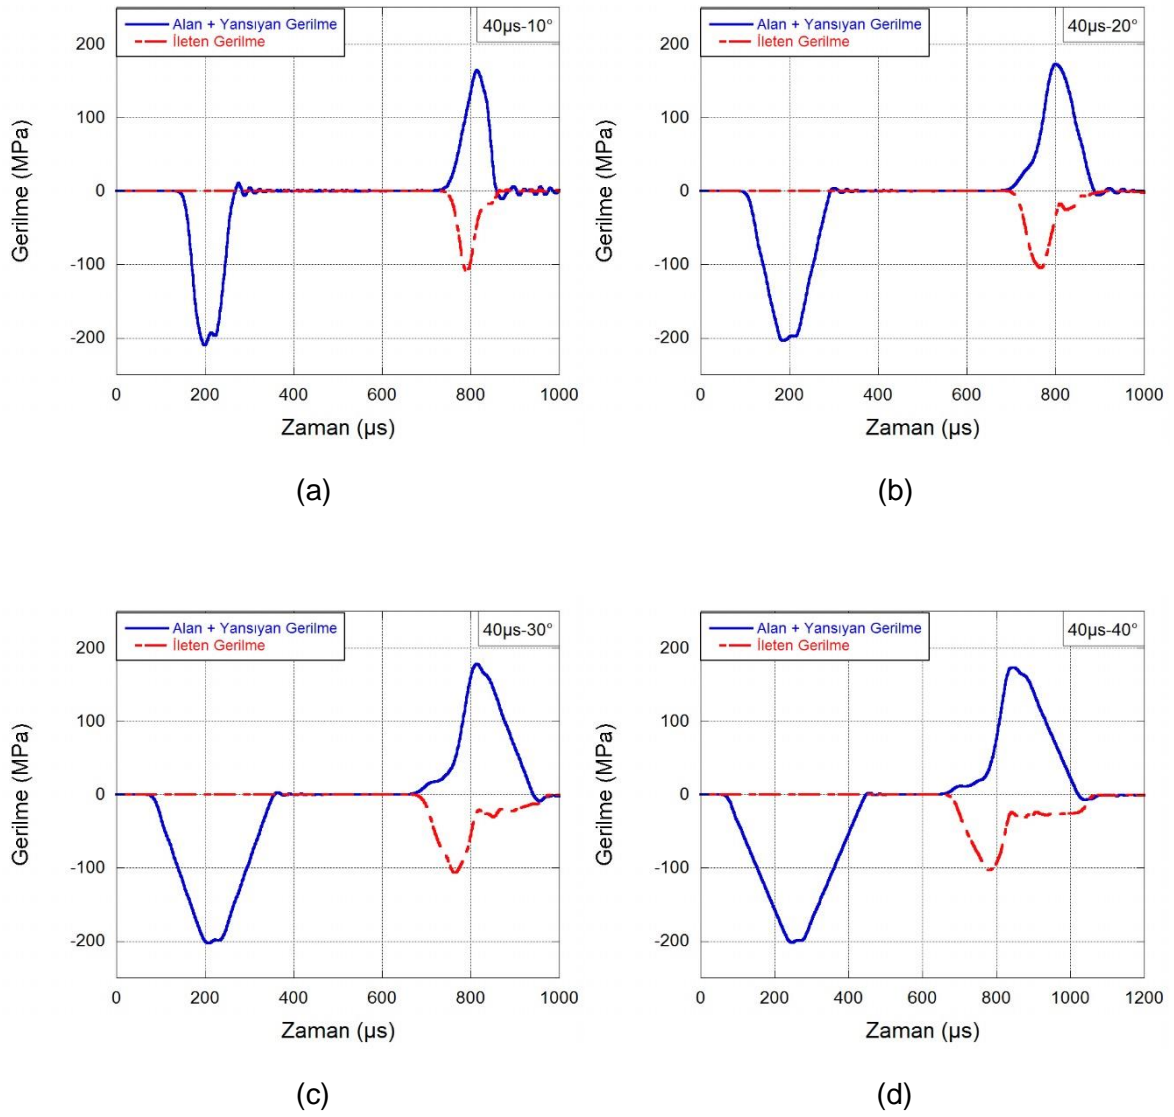 Alan + Yansıyan Gerilme
İleten Gerilme
40µs-10°
200
100
0
-100
-200
Gerilme (MPa)
0 200 400 600 800 1000
Zaman (µs)
(a)
Alan + Yansıyan Gerilme
İleten Gerilme
40µs-20°
200
100
0
-100
-200
Gerilme (MPa)
0 200 400 600 800 1000
Zaman (µs)
(b)
Alan + Yansıyan Gerilme
İleten Gerilme
40µs-30°
200
100
0
-100
-200
Gerilme (MPa)
0 200 400 600 800 1000
Zaman (µs)
(c)
Alan + Yansıyan Gerilme
İleten Gerilme
40µs-40°
200
100
0
-100
-200
Gerilme (MPa)
0 200 400 600 800 1000 1200
Zaman (µs)
(d)